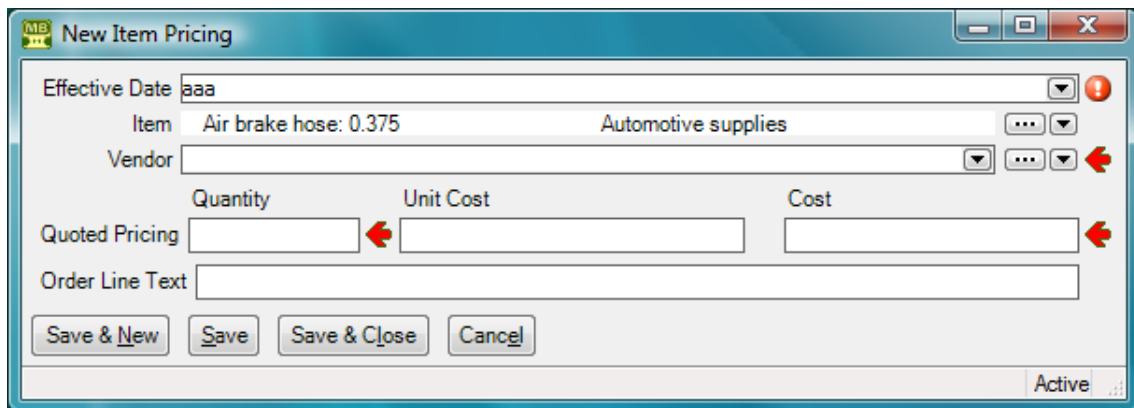 MB New Item Pricing
Effective Date aaa
Item Air brake hose: 0.375 Automotive supplies
Vendor
Quantity Unit Cost Cost
Quoted Pricing
Order Line Text
Save & New Save Save & Close Cancel
Active